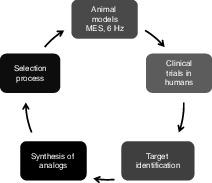 Animal
models
MES, 6 Hz
Clinical
trials in
humans
Target
identification
Synthesis of
analogs
Selection
process